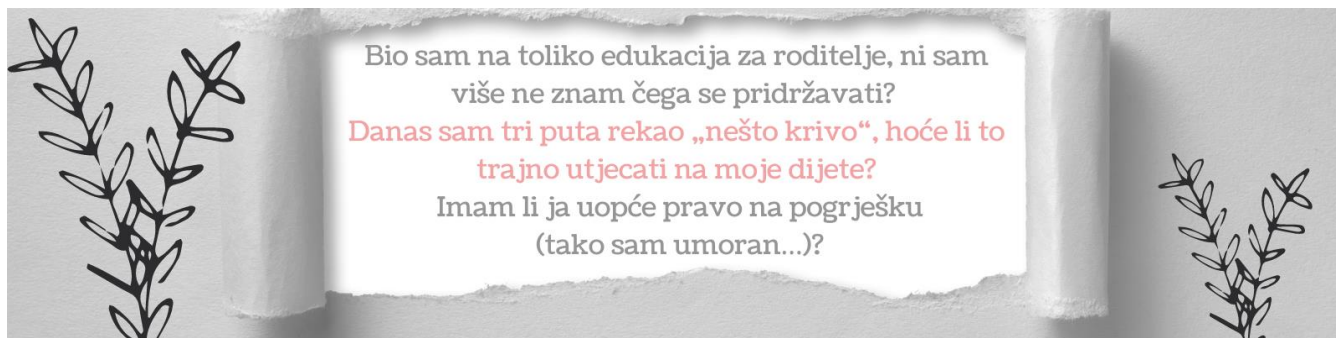 Bio sam na toliko edukacija za roditelje, ni sam
više ne znam čega se pridržavati?
Danas sam tri puta rekao „nešto krivo“, hoće li to
trajno utjecati na moje dijete?
Imam li ja uopće pravo na pogrješku
(tako sam umoran...)?